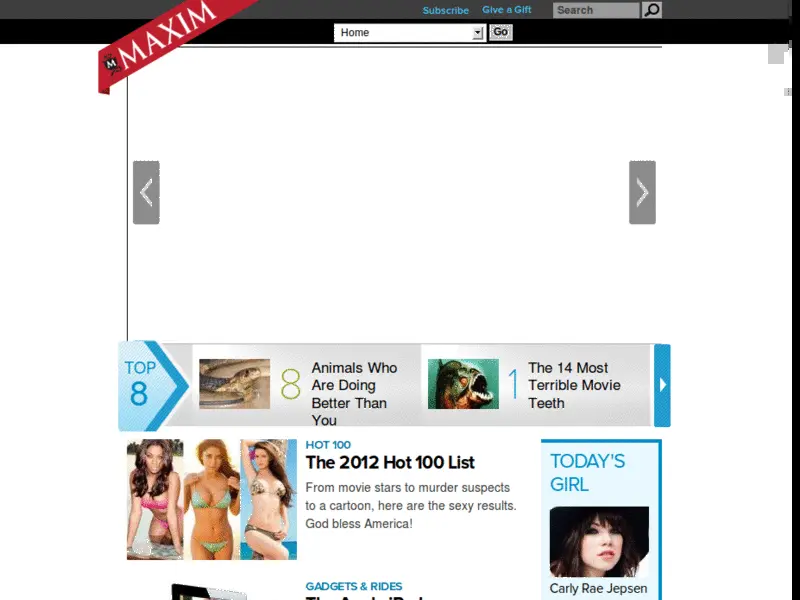 Subscribe
Give a Gift
Search
MAXIM
M
Home
Go
TOP
8
8
Animals Who
Are Doing
Better Than
You
1
The 14 Most
Terrible Movie
Teeth
HOT 100
The 2012 Hot 100 List
From movie stars to murder suspects
to a cartoon, here are the sexy results.
God bless America!
TODAY'S
GIRL
Carly Rae Jepsen
GADGETS & RIDES